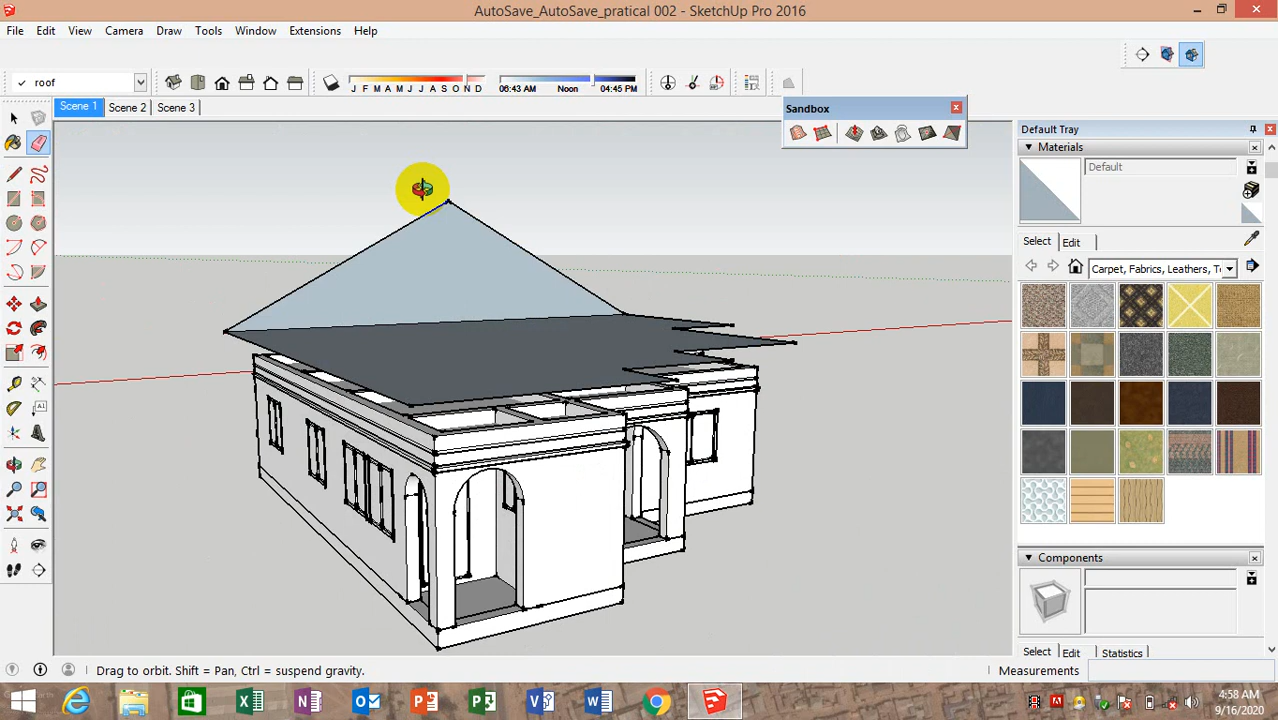 AutoSave_AutoSave_pratical 002 - SketchUp Pro 2016
File Edit View Camera Draw Tools Window Extensions Help
roof
J F M A M J J A S O N D
06:43 AM Noon 04:45 PM
Scene 1 Scene 2 Scene 3
Sandbox
Default Tray
Materials
Default
Select Edit
Carpet, Fabrics, Leathers, T
Components
Select Edit Statistics
Drag to orbit. Shift = Pan, Ctrl = suspend gravity.
Measurements
4:58 AM
9/16/2020